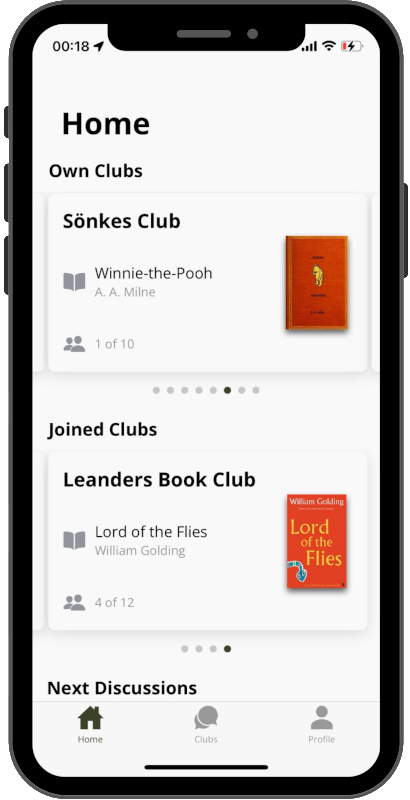 00:18
Home
Own Clubs
Sönkes Club
Winnie-the-Pooh
A. A. Milne
1 of 10
Joined Clubs
Leanders Book Club
William Golding
Lord of the Flies
Lord
of the
Flies
William Golding
4 of 12
Next Discussions
Home
Clubs
Profile